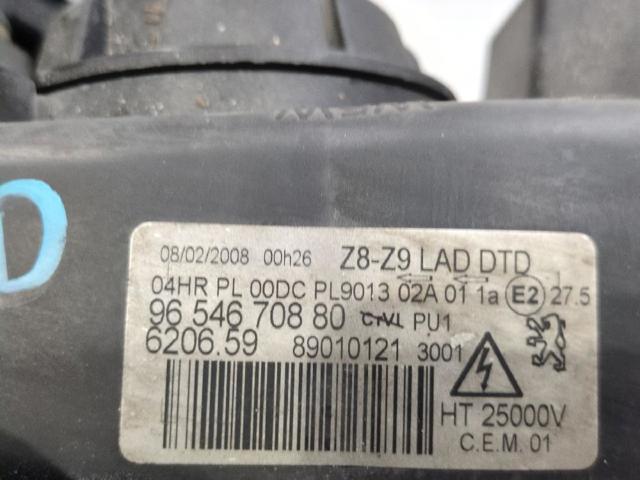 D
08/02/2008 00h26 Z8-Z9 LAD DTD
04HR PL 00DC PL9013 02A 01 1a E2 27.5
96 546 708 80 PU1
6206.59 89010121 3001
HT 25000V
C.E.M. 01